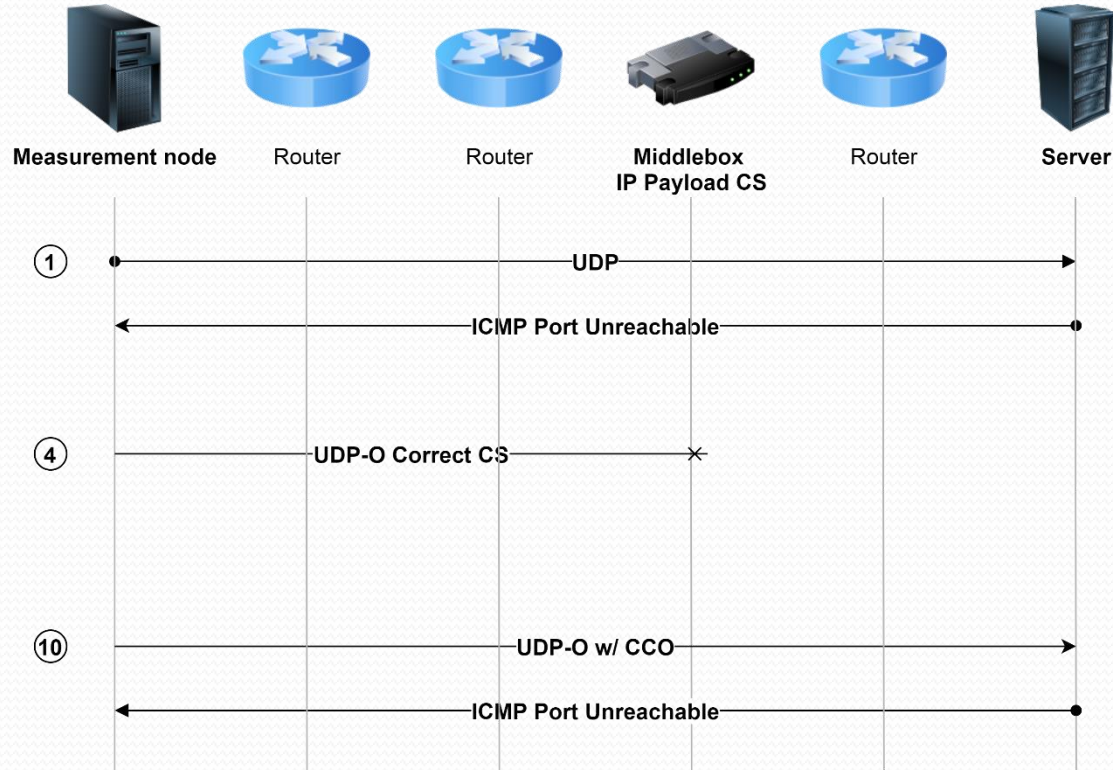 Measurement node
Router
Router
Middlebox
IP Payload CS
Router
Server
1
UDP
ICMP Port Unreachable
4
UDP-O Correct CS
10
UDP-O w/ CCO
ICMP Port Unreachable